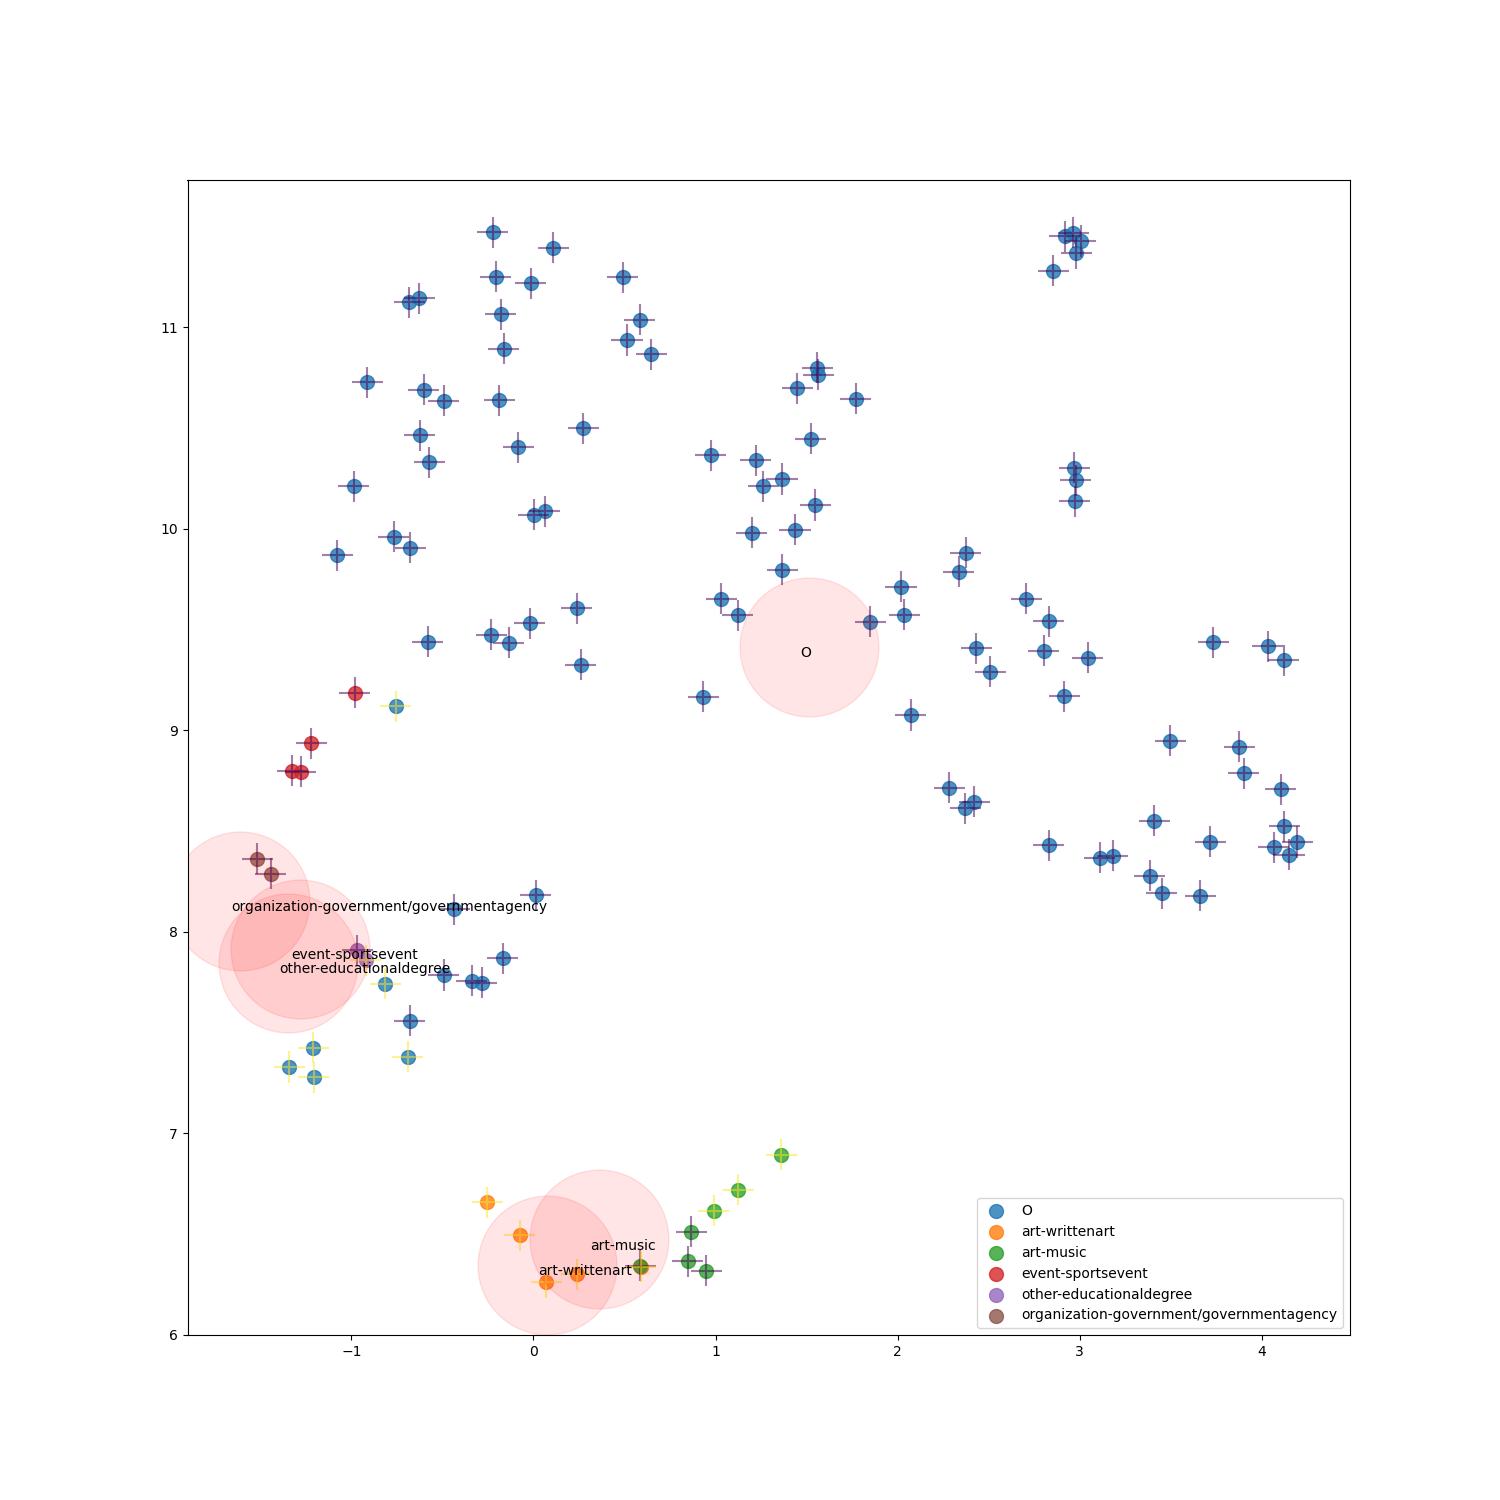 11
10
9
8
7
6
O
organization-government/governmentagency
event-sportsevent
other-educationaldegree
art-music
art-writtenart
O
art-writtenart
art-music
event-sportsevent
other-educationaldegree
organization-government/governmentagency
−1 0 1 2 3 4